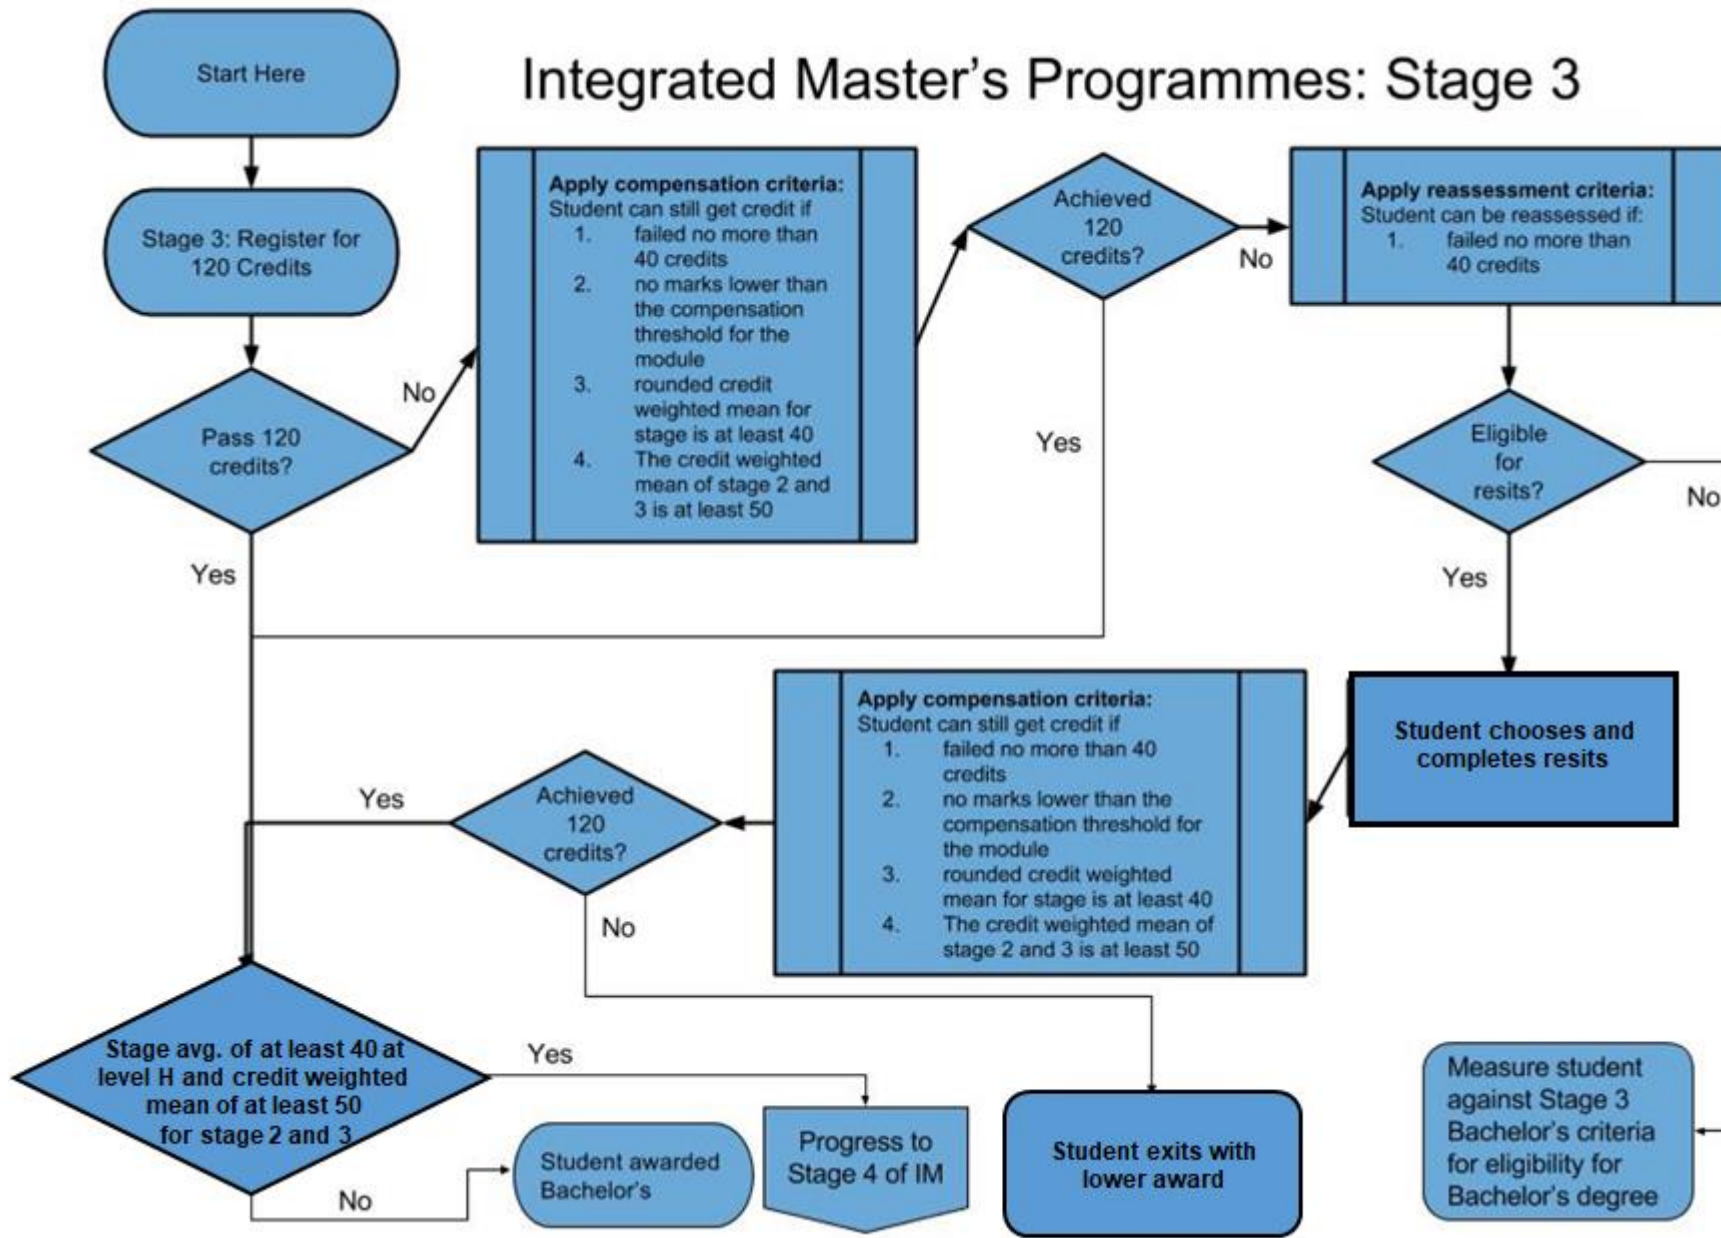 Integrated Master's Programmes: Stage 3
Start Here
Stage 3: Register for
120 Credits
Pass 120
credits?
No
Yes
Apply compensation criteria:
Student can still get credit if
1. failed no more than
40 credits
2. no marks lower than
the compensation
threshold for the
module
3. rounded credit
weighted mean for
stage is at least 40
4. The credit weighted
mean of stage 2 and
3 is at least 50
Achieved
120
credits?
No
Yes
Apply reassessment criteria:
Student can be reassessed if:
1. failed no more than
40 credits
Eligible
for
resits?
No
Yes
Student chooses and
completes resits
Apply compensation criteria:
Student can still get credit if
1. failed no more than 40
credits
2. no marks lower than the
compensation threshold for
the module
3. rounded credit weighted
mean for stage is at least 40
4. The credit weighted mean of
stage 2 and 3 is at least 50
Achieved
120
credits?
Yes
No
Stage avg. of at least 40 at
level H and credit weighted
mean of at least 50
for stage 2 and 3
Yes
No
Student awarded
Bachelor's
Progress to
Stage 4 of IM
Student exits with
lower award
Measure student
against Stage 3
Bachelor's criteria
for eligibility for
Bachelor's degree